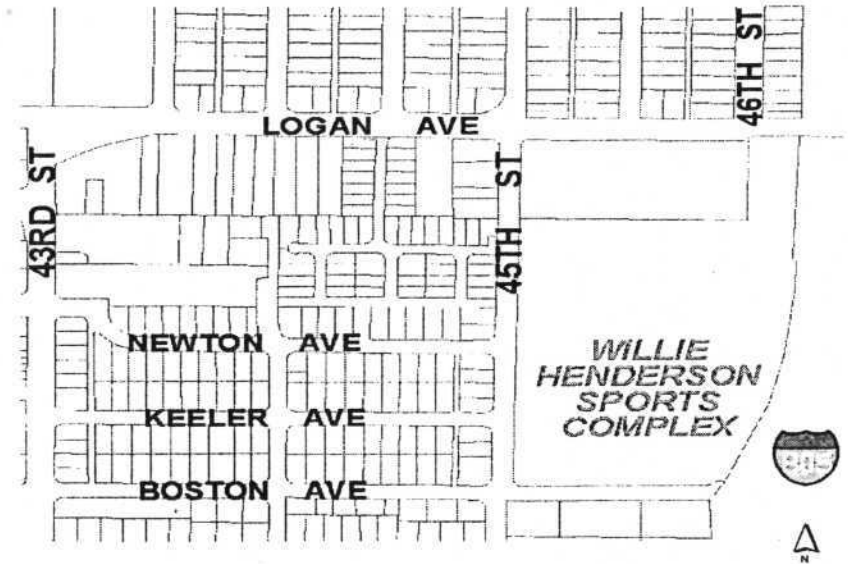 46TH ST
LOGAN AVE
43RD ST
45TH ST
NEWTON AVE
WILLIE
HENDERSON
SPORTS
COMPLEX
KEELER AVE
BOSTON AVE
N